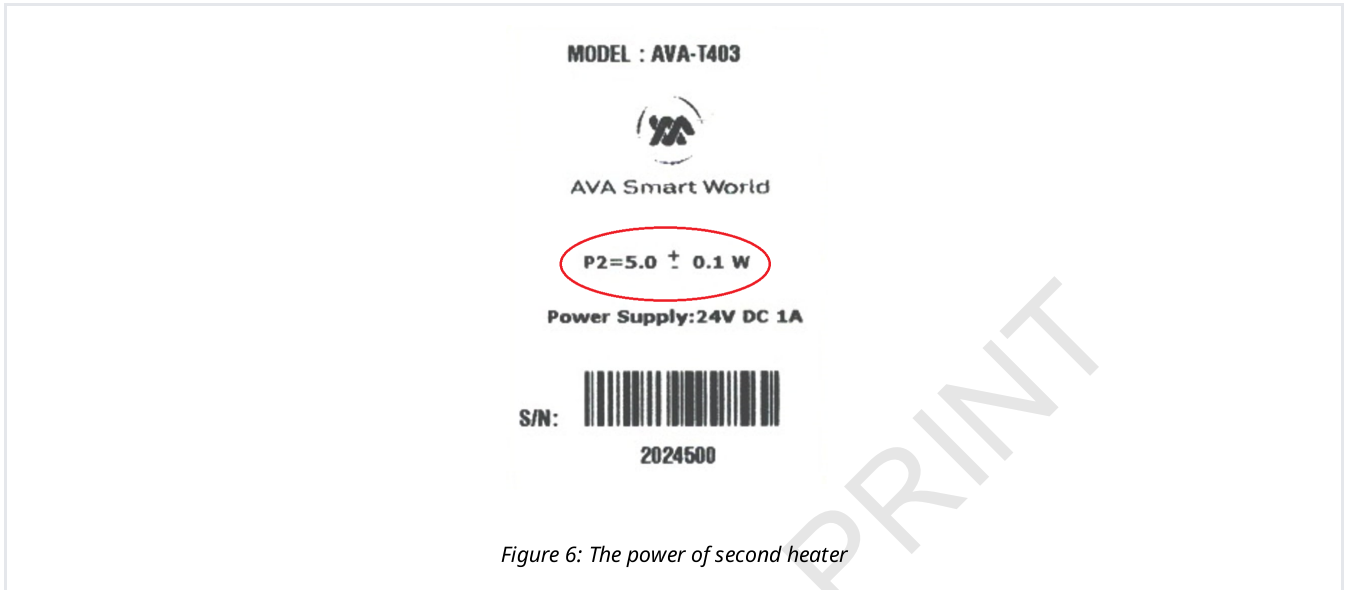 MODEL : AVA-T403
AVA Smart World
P2=5.0 ± 0.1 W
Power Supply:24V DC 1A
S/N:
2024500
Figure 6: The power of second heater
PRINT